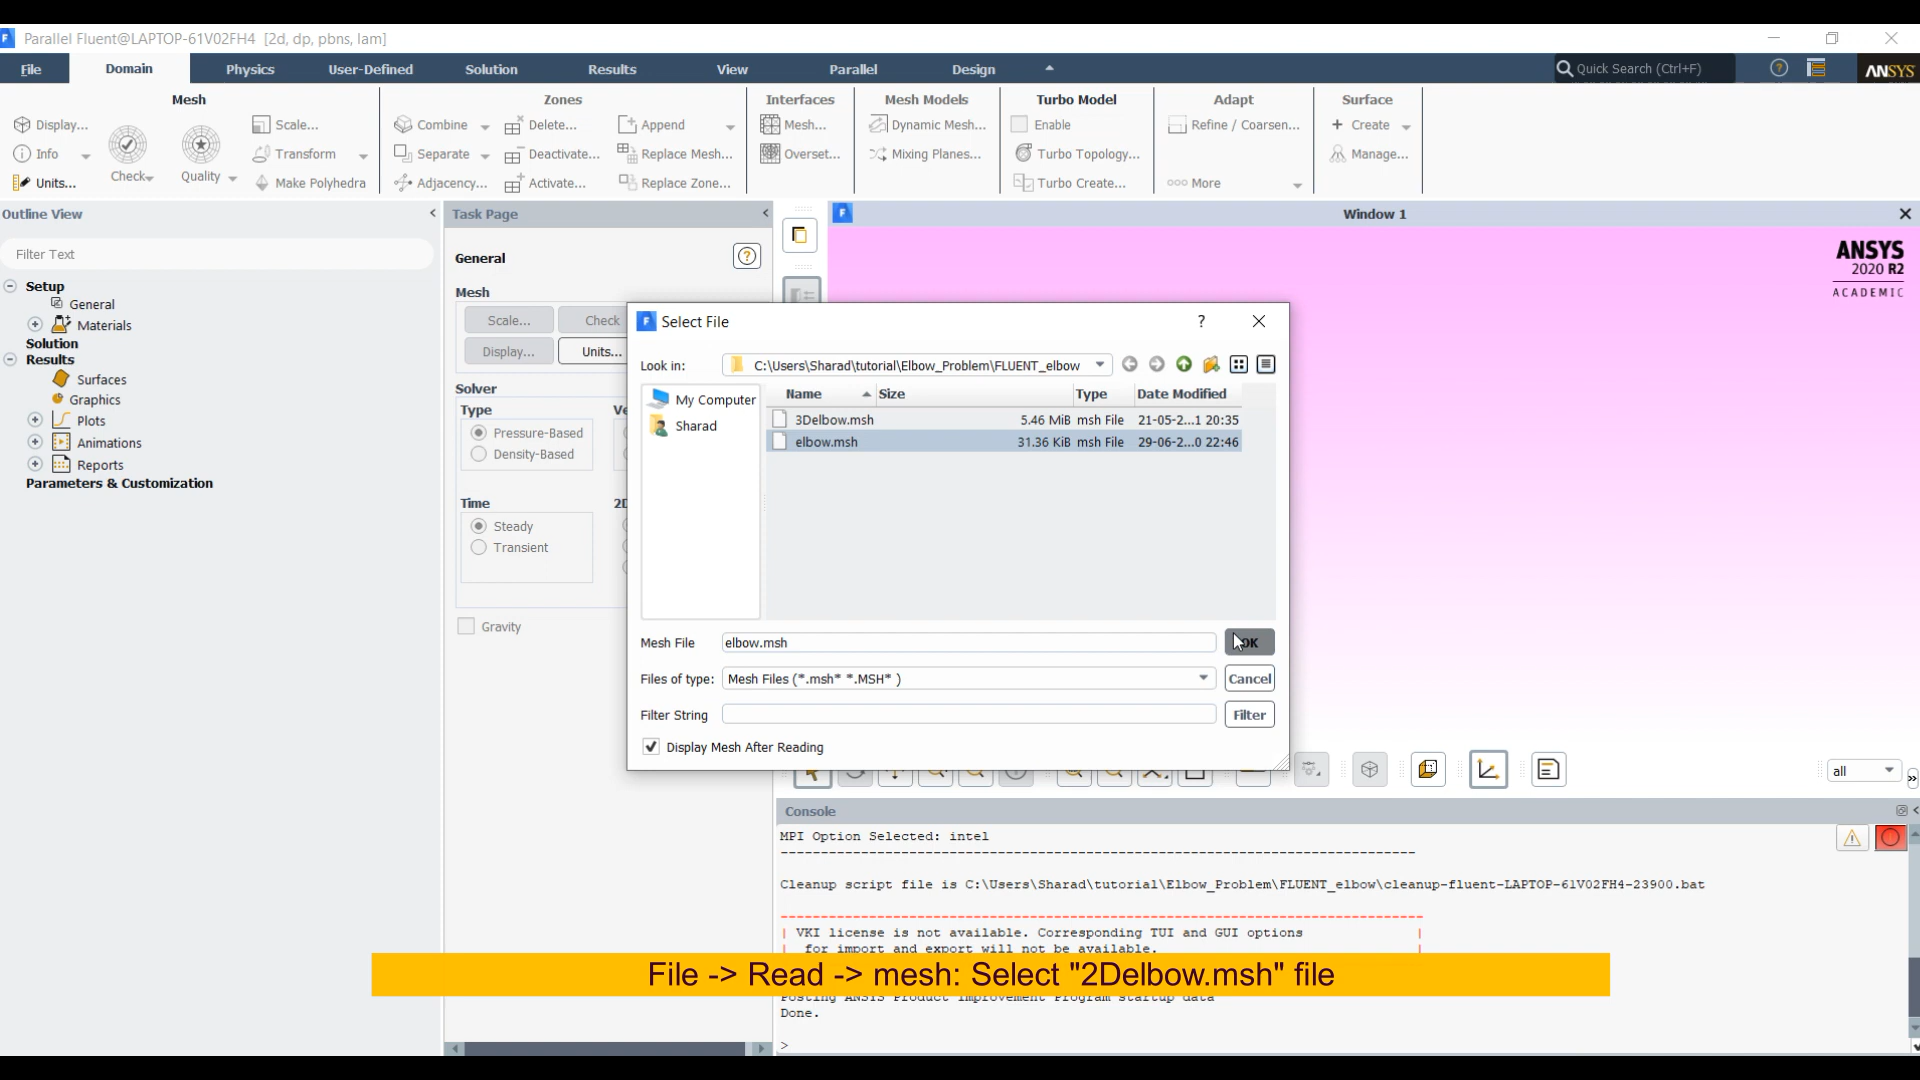 Parallel Fluent@LAPTOP-61V02FH4 [2d, dp, pbns, lam]
File Domain Physics User-Defined Solution Results View Parallel Design Quick Search (Ctrl+F) ANSYS
Mesh Zones Interfaces Mesh Models Turbo Model Adapt Surface
Display... Scale... Combine Delete... Append Mesh... Dynamic Mesh... Enable Refine / Coarsen... + Create
Info Transform Separate Deactivate... Replace Mesh... Overset... Mixing Planes... Turbo Topology... Manage...
Check Quality
Units... Make Polyhedra Adjacency... Activate... Replace Zone... Turbo Create... More
Outline View Task Page Window 1
Filter Text
General
ANSYS
2020 R2
ACADEMIC
Setup
General
Materials
Solution
Results
Surfaces
Graphics
Plots
Animations
Reports
Parameters & Customization
Mesh
Scale... Check
Display... Units...
Solver
Type
Pressure-Based
Density-Based
Time 2D
Steady
Transient
Gravity
Select File ?
Look in: C:\Users\Sharad\tutorial\Elbow_Problem\FLUENT_elbow
My Computer
Sharad
Name Size Type Date Modified
3Delbow.msh 5.46 MiB msh File 21-05-2...1 20:35
elbow.msh 31.36 KiB msh File 29-06-2...0 22:46
Mesh File elbow.msh OK
Files of type: Mesh Files (*.msh* *.MSH* ) Cancel
Filter String Filter
Display Mesh After Reading
all
Console
MPI Option Selected: intel
Cleanup script file is C:\Users\Sharad\tutorial\Elbow_Problem\FLUENT_elbow\cleanup-fluent-LAPTOP-61V02FH4-23900.bat
| VKI license is not available. Corresponding TUI and GUI options |
| for import and export will not be available. |
File -> Read -> mesh: Select "2Delbow.msh" file
Posting ANSYS Product Improvement Program startup data
Done.
>